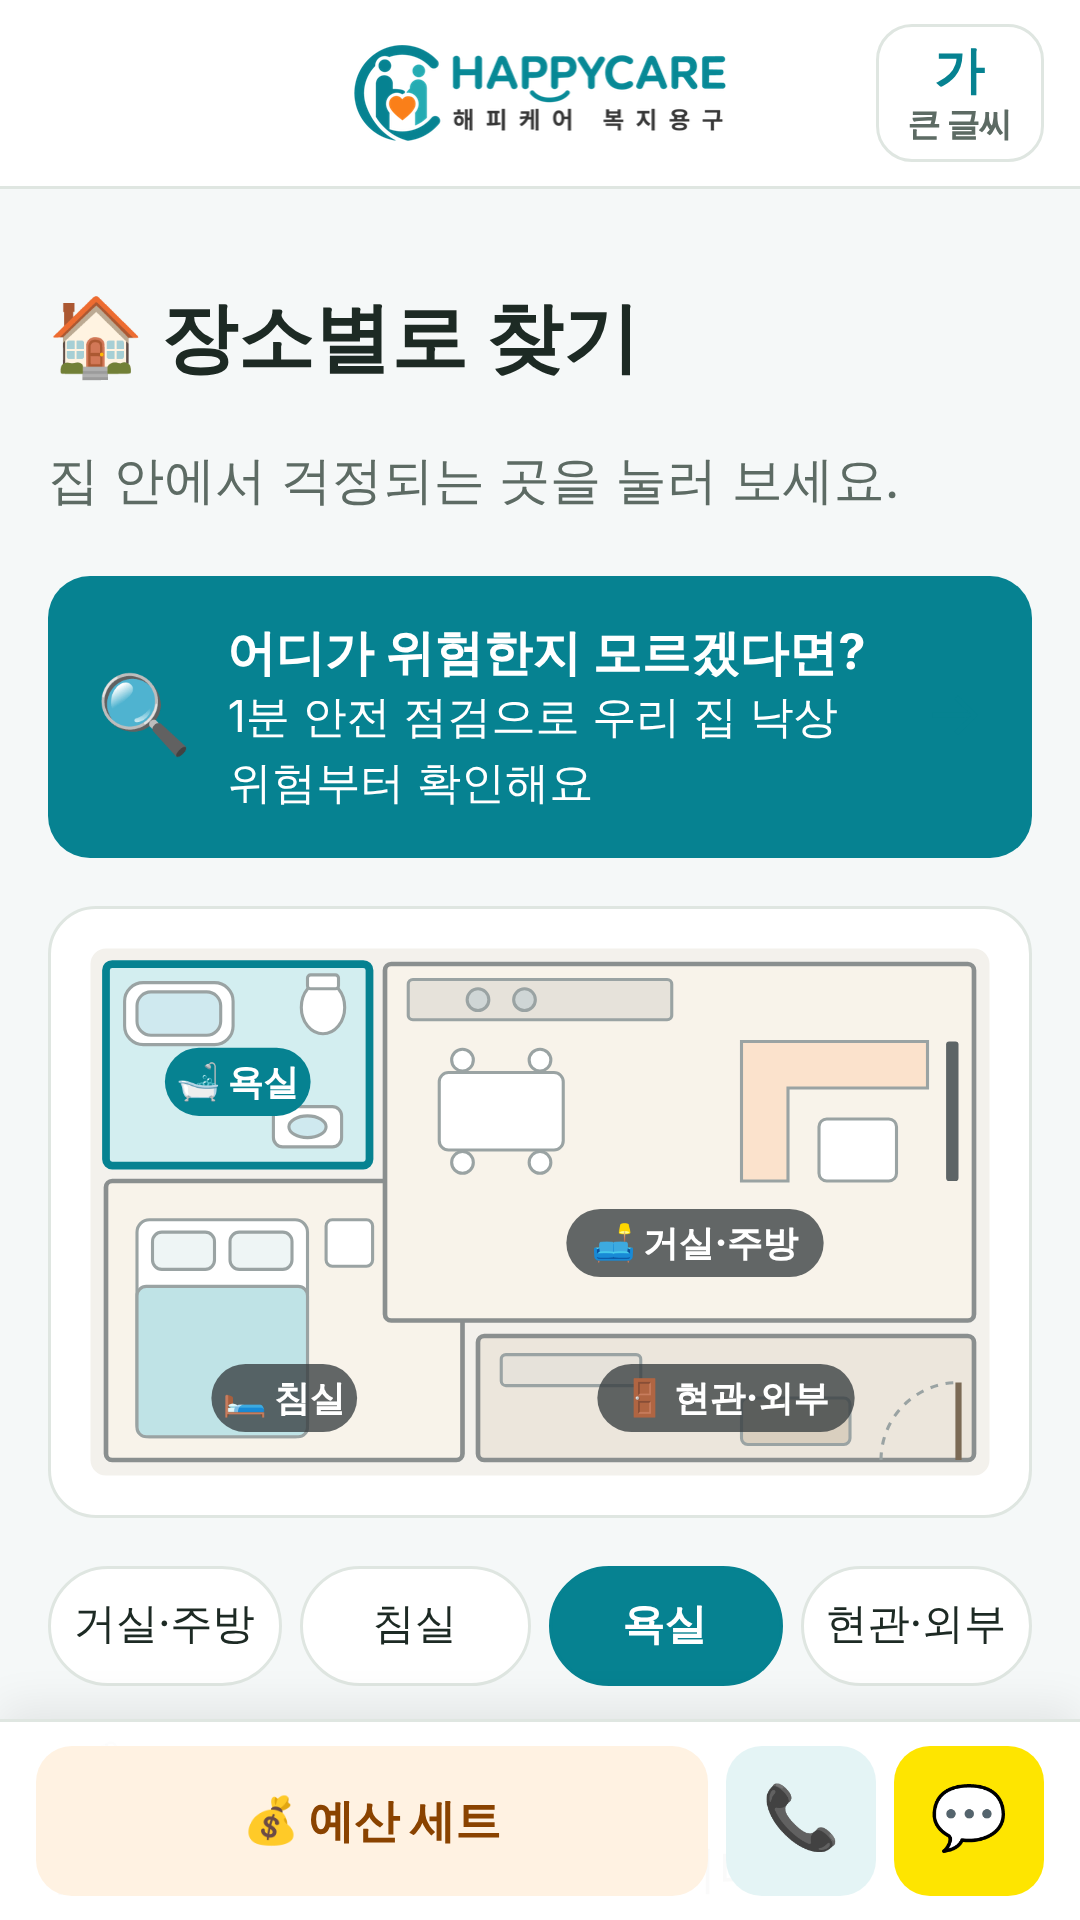 HAPPYCARE
해피케어 복지용구
가
큰 글씨
장소별로 찾기
집 안에서 걱정되는 곳을 눌러 보세요.
어디가 위험한지 모르겠다면?
1분 안전 점검으로 우리 집 낙상
위험부터 확인해요
욕실
거실·주방
침실
현관·외부
거실·주방
침실
욕실
현관·외부
예산 세트